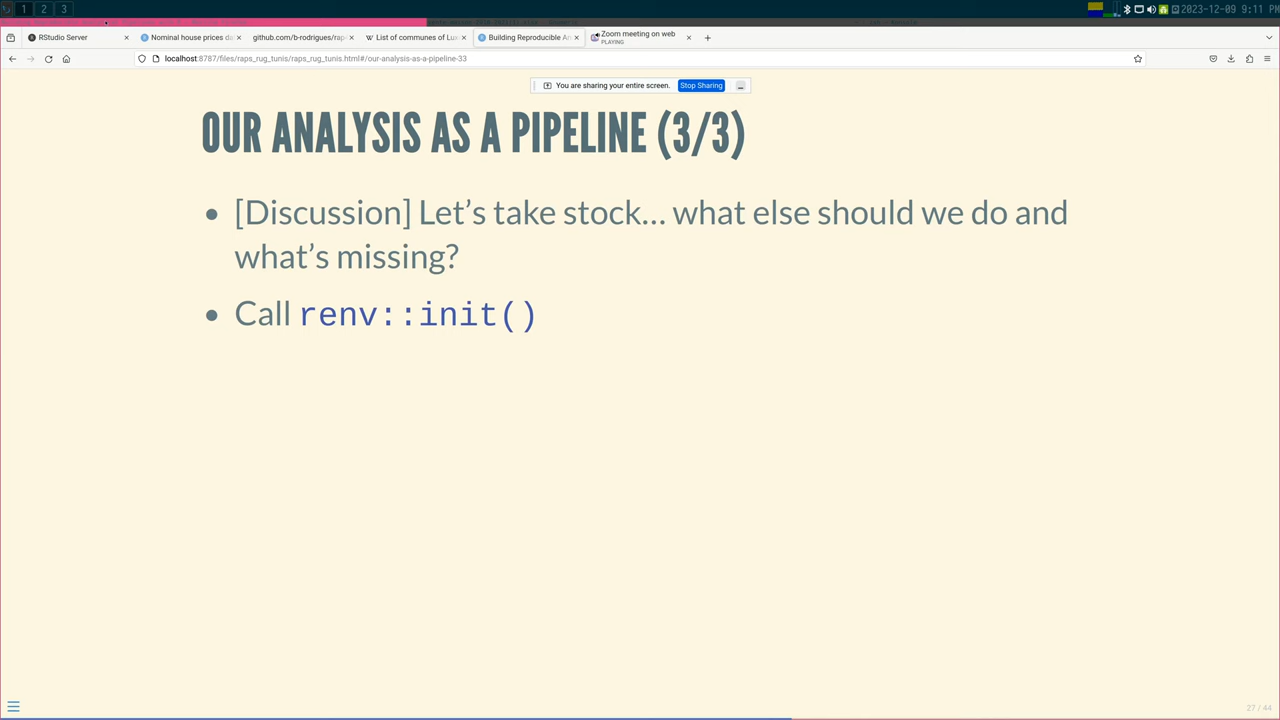 1 2 3
2023-12-09 9:11 PM
RStudio Server
Nominal house prices da
github.com/b-rodrigues/rap-
List of communes of Lux
Building Reproducible An
Zoom meeting on web
PLAYING
localhost:8787/files/raps_rug_tunis/raps_rug_tunis.html#/our-analysis-as-a-pipeline-33
You are sharing your entire screen. Stop Sharing
OUR ANALYSIS AS A PIPELINE (3/3)
[Discussion] Let’s take stock… what else should we do and
what’s missing?
Call renv::init()
27 / 44